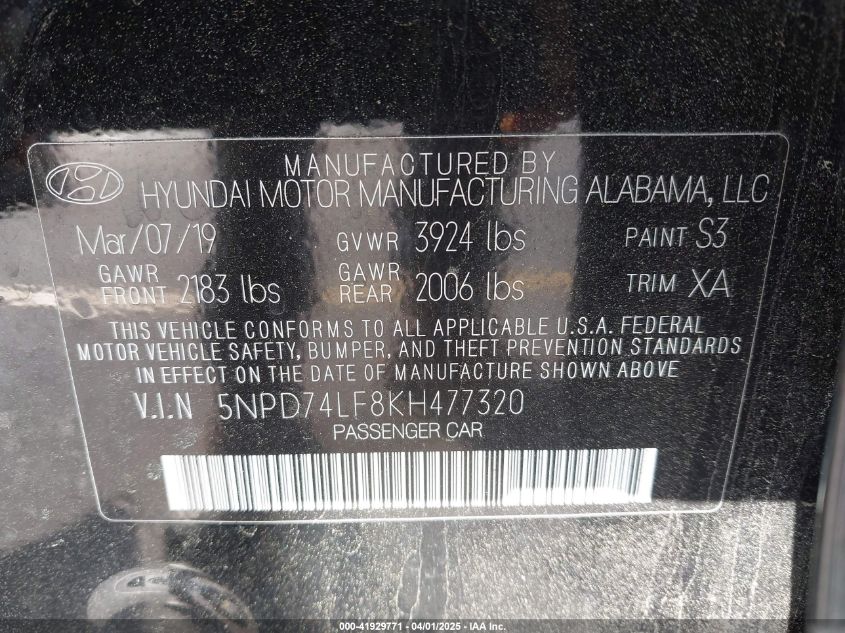 MANUFACTURED BY
HYUNDAI MOTOR MANUFACTURING ALABAMA, LLC
Mar/07/19 GVWR 3924 lbs PAINT S3
GAWR FRONT 2183 lbs GAWR REAR 2006 lbs TRIM XA
THIS VEHICLE CONFORMS TO ALL APPLICABLE U.S.A. FEDERAL
MOTOR VEHICLE SAFETY, BUMPER, AND THEFT PREVENTION STANDARDS
IN EFFECT ON THE DATE OF MANUFACTURE SHOWN ABOVE.
V.I.N 5NPD74LF8KH477320
PASSENGER CAR
000-41929771 - 04/01/2025 - IAA Inc.